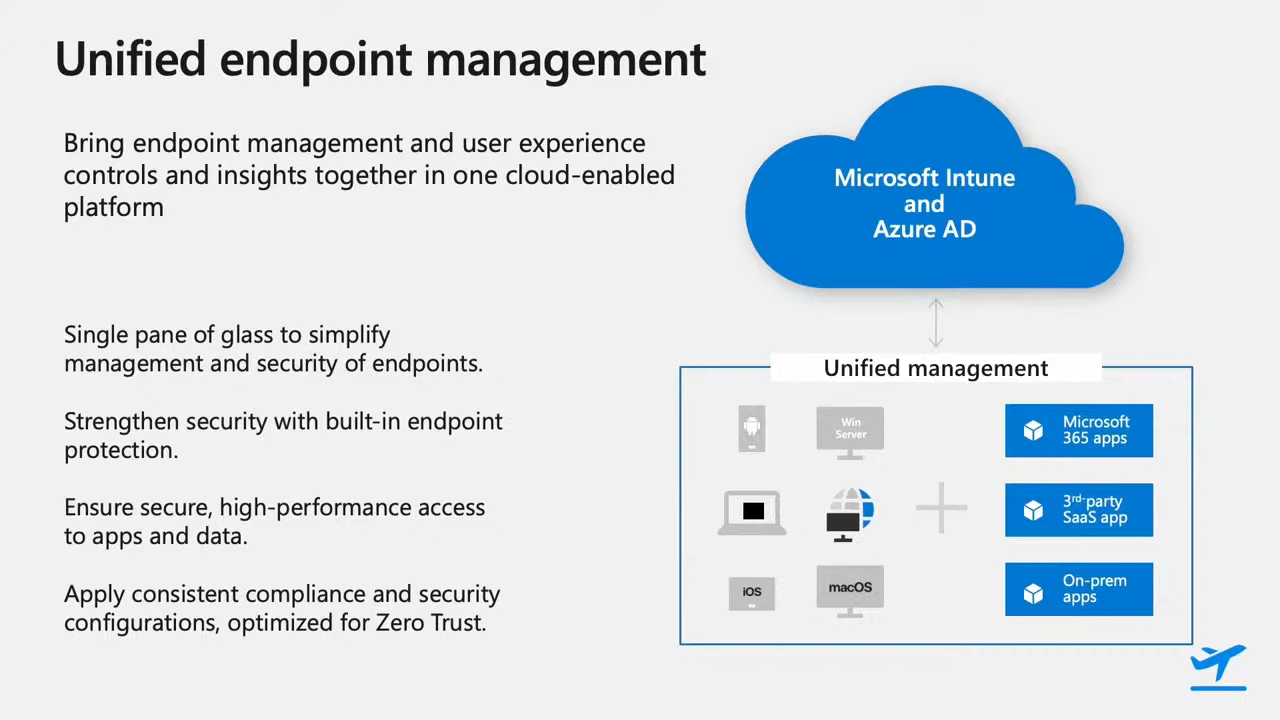 Unified endpoint management
Bring endpoint management and user experience
controls and insights together in one cloud-enabled
platform
Single pane of glass to simplify
management and security of endpoints.
Strengthen security with built-in endpoint
protection.
Ensure secure, high-performance access
to apps and data.
Apply consistent compliance and security
configurations, optimized for Zero Trust.
Microsoft Intune
and
Azure AD
Unified management
Win
Server
iOS
macOS
Microsoft
365 apps
3rd-party
SaaS app
On-prem
apps